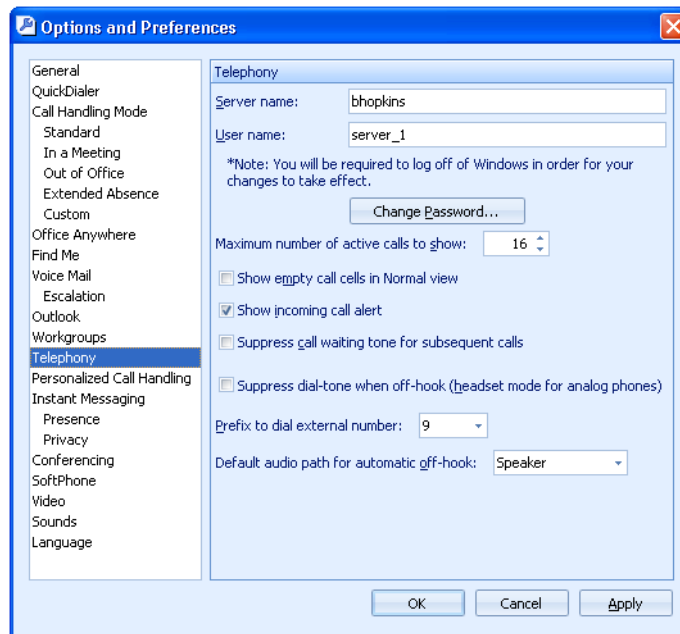 Options and Preferences
General
QuickDialer
Call Handling Mode
Standard
In a Meeting
Out of Office
Extended Absence
Custom
Office Anywhere
Find Me
Voice Mail
Escalation
Outlook
Workgroups
Telephony
Personalized Call Handling
Instant Messaging
Presence
Privacy
Conferencing
SoftPhone
Video
Sounds
Language
Telephony
Server name: bhopkins
User name: server_1
*Note: You will be required to log off of Windows in order for your
changes to take effect.
Change Password...
Maximum number of active calls to show: 16
Show empty call cells in Normal view
Show incoming call alert
Suppress call waiting tone for subsequent calls
Suppress dial-tone when off-hook (headset mode for analog phones)
Prefix to dial external number: 9
Default audio path for automatic off-hook: Speaker
OK Cancel Apply